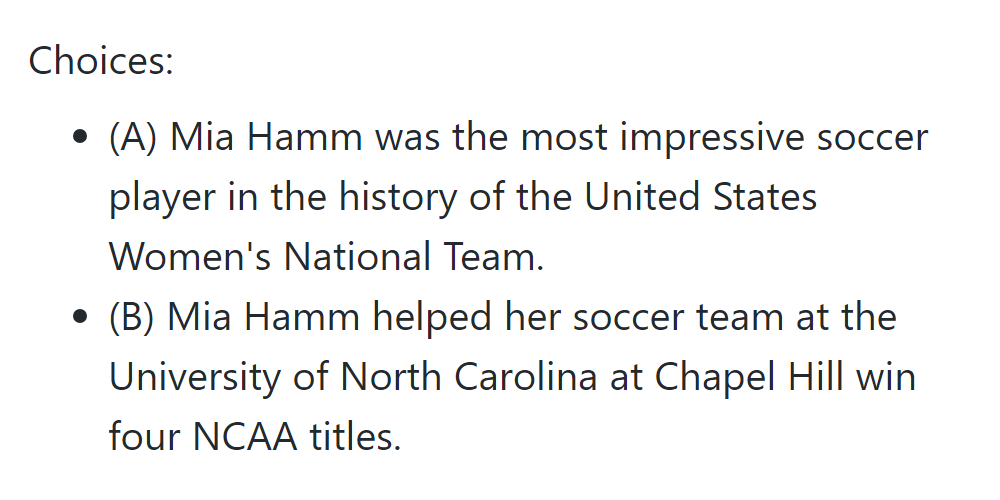 Choices:
• (A) Mia Hamm was the most impressive soccer
player in the history of the United States
Women's National Team.
• (B) Mia Hamm helped her soccer team at the
University of North Carolina at Chapel Hill win
four NCAA titles.